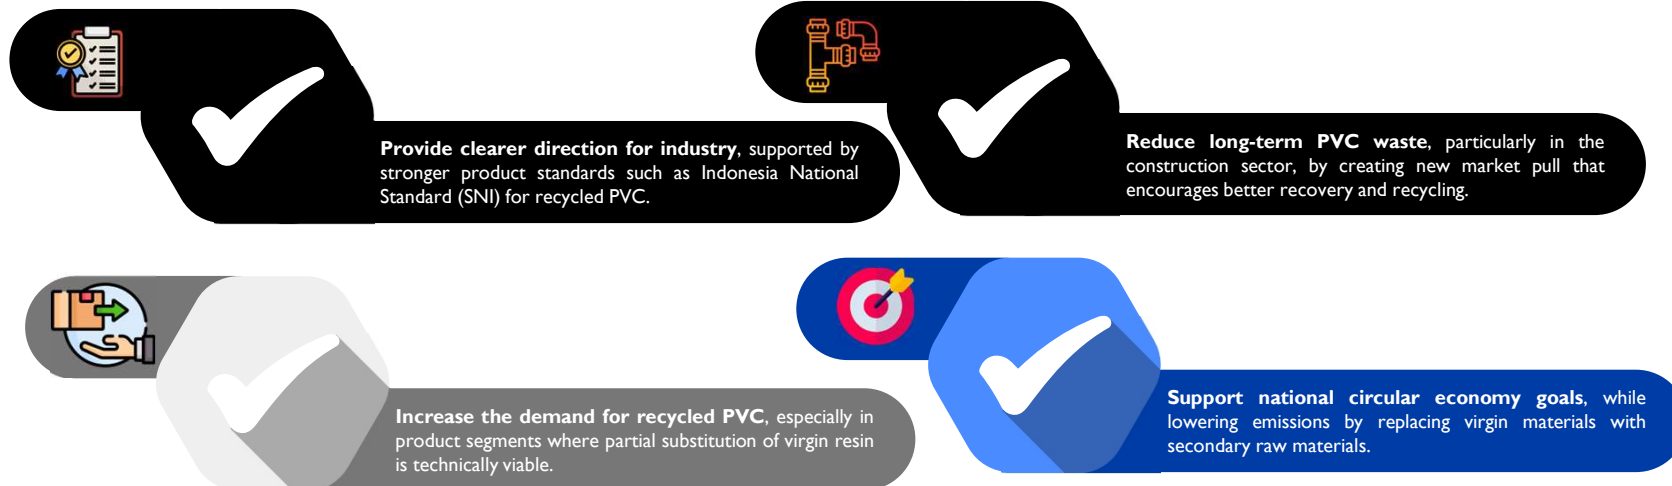 Provide clearer direction for industry, supported by
stronger product standards such as Indonesia National
Standard (SNI) for recycled PVC.
Reduce long-term PVC waste, particularly in the
construction sector, by creating new market pull that
encourages better recovery and recycling.
Increase the demand for recycled PVC, especially in
product segments where partial substitution of virgin resin
is technically viable.
Support national circular economy goals, while
lowering emissions by replacing virgin materials with
secondary raw materials.